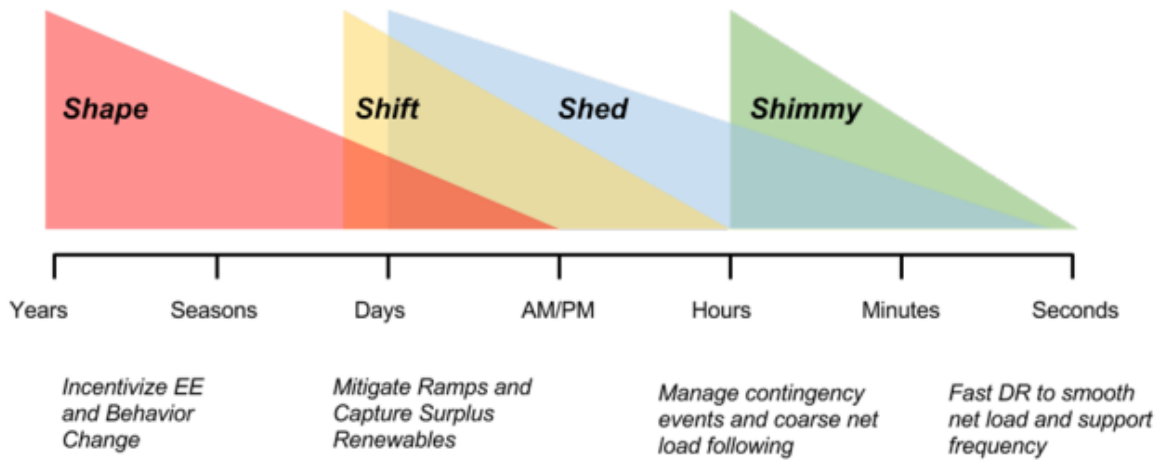 Shape
Shift
Shed
Shimmy
Years
Seasons
Days
AM/PM
Hours
Minutes
Seconds
Incentivize EE
and Behavior
Change
Mitigate Ramps and
Capture Surplus
Renewables
Manage contingency
events and coarse net
load following
Fast DR to smooth
net load and support
frequency